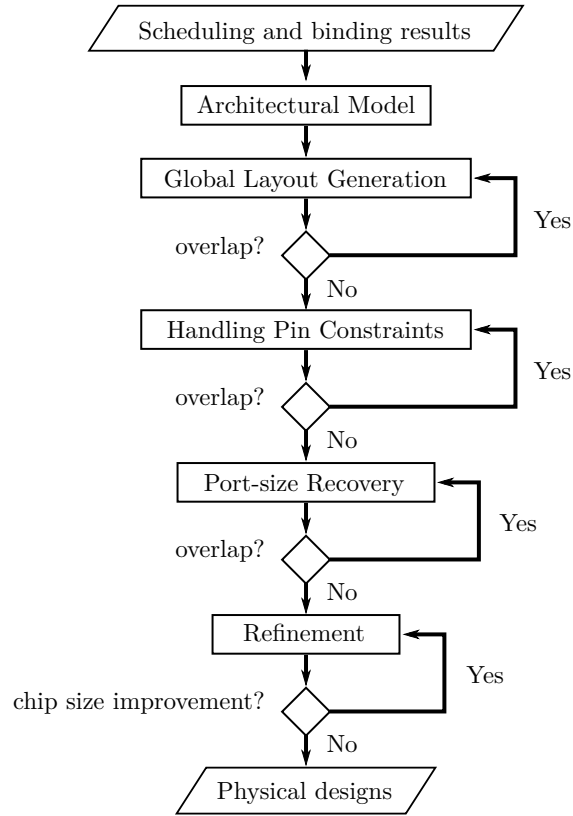 Scheduling and binding results
Architectural Model
Global Layout Generation
Yes
overlap?
No
Handling Pin Constraints
Yes
overlap?
No
Port-size Recovery
Yes
overlap?
No
Refinement
Yes
chip size improvement?
No
Physical designs